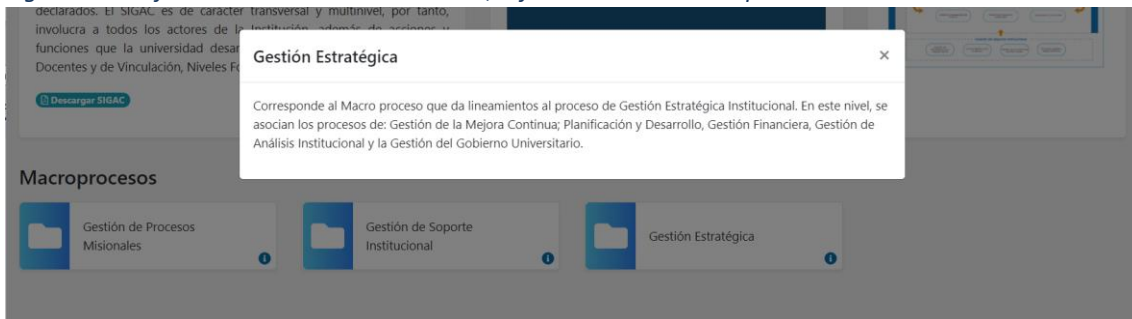 declarados. El SIGAC es de carácter transversal y multinivel, por tanto,
involucra a todos los actores de la Institución, además de acciones y
funciones que la universidad desar
Docentes y de Vinculación, Niveles Fo
Descargar SIGAC
Gestión Estratégica
×
Corresponde al Macro proceso que da lineamientos al proceso de Gestión Estratégica Institucional. En este nivel, se
asocian los procesos de: Gestión de la Mejora Continua; Planificación y Desarrollo, Gestión Financiera, Gestión de
Análisis Institucional y la Gestión del Gobierno Universitario.
Macroprocesos
Gestión de Procesos
Misionales
Gestión de Soporte
Institucional
Gestión Estratégica